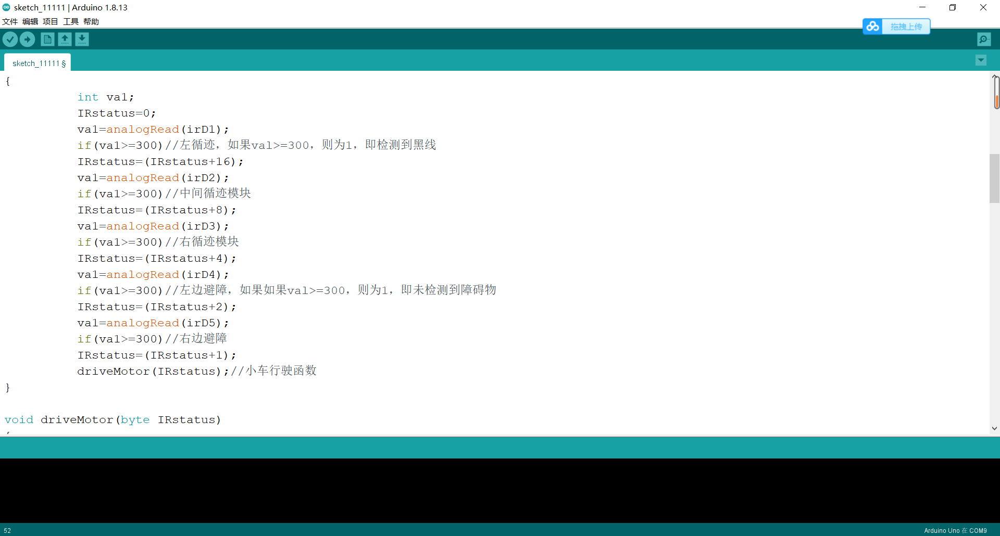 sketch_11111 | Arduino 1.8.13
文件 编辑 项目 工具 帮助
拖拽上传
sketch_11111 §
{
int val;
IRstatus=0;
val=analogRead(irD1);
if(val>=300)//左循迹，如果val>=300，则为1，即检测到黑线
IRstatus=(IRstatus+16);
val=analogRead(irD2);
if(val>=300)//中间循迹模块
IRstatus=(IRstatus+8);
val=analogRead(irD3);
if(val>=300)//右循迹模块
IRstatus=(IRstatus+4);
val=analogRead(irD4);
if(val>=300)//左边避障，如果如果val>=300，则为1，即未检测到障碍物
IRstatus=(IRstatus+2);
val=analogRead(irD5);
if(val>=300)//右边避障
IRstatus=(IRstatus+1);
driveMotor(IRstatus);//小车行驶函数
}
void driveMotor(byte IRstatus)
{
52
Arduino Uno 在 COM9